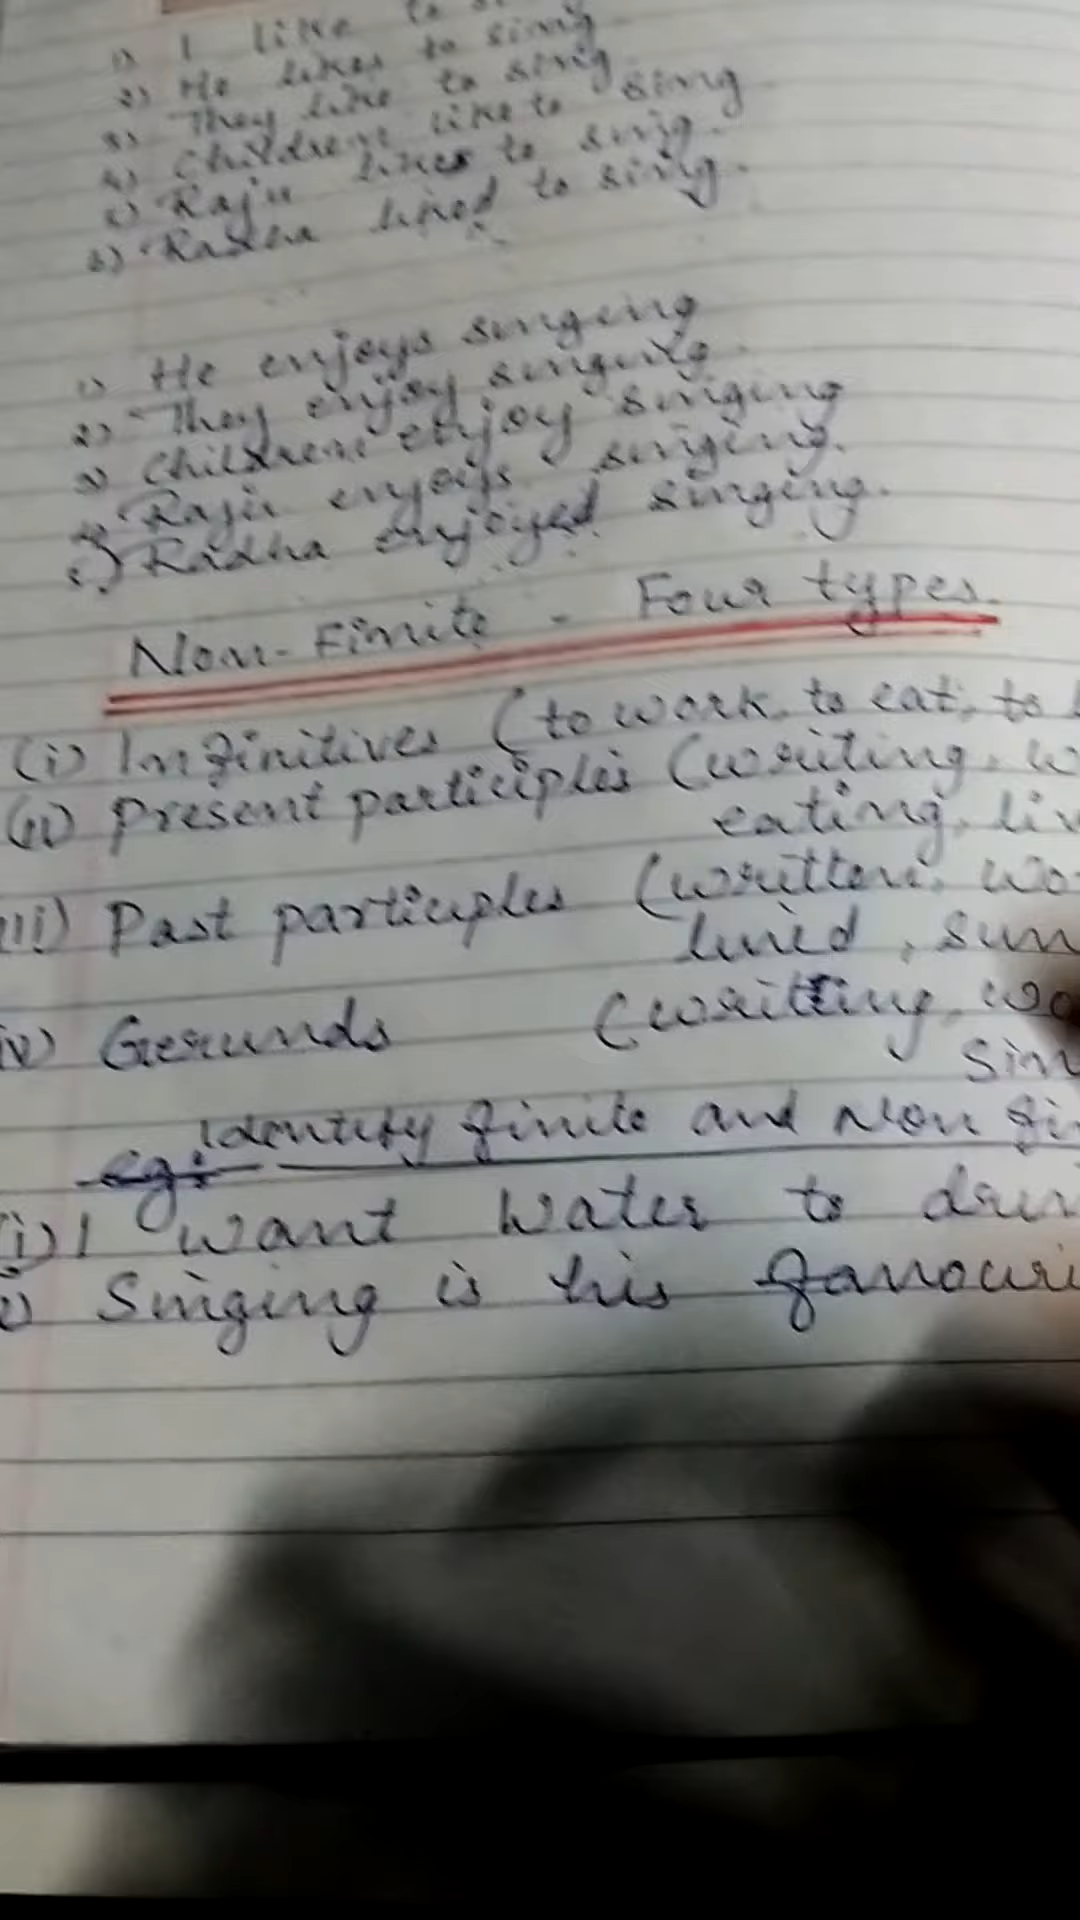 1) I like to
2) He likes to sing
3) They like to sing
4) Children like to sing
5) Raju likes to sing.
6) Radha liked to sing.
1) He enjoys singing
2) They enjoy singing.
3) Children enjoy singing
4) Raju enjoys singing.
5) Radha enjoyed singing.
Non-Finite - Four types.
(i) Infinitives (to work, to eat, to
(ii) Present participles (writing,
eating,
iii) Past participles (written,
lived,
iv) Gerunds (writting,
Identify finite and Non
eg:
(i) I want water to
Singing is his